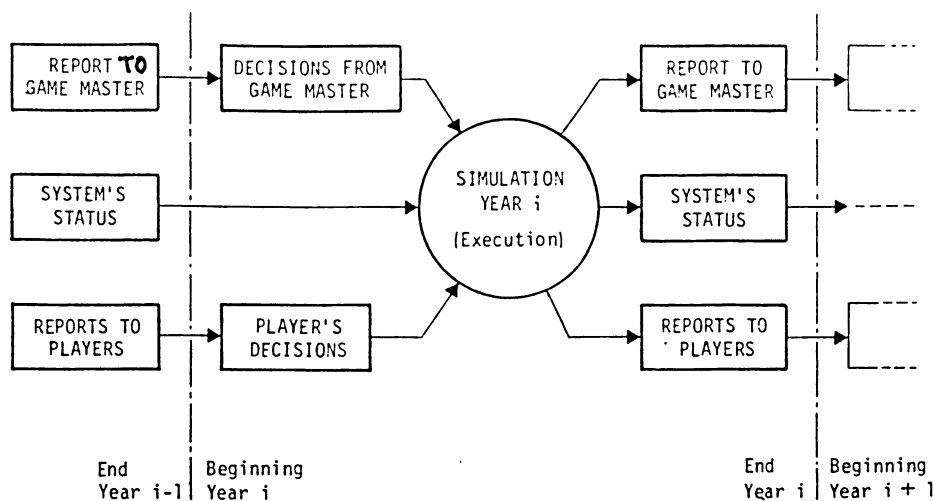 REPORT TO
GAME MASTER
DECISIONS FROM
GAME MASTER
REPORT TO
GAME MASTER
SYSTEM'S
STATUS
SIMULATION
YEAR i
(Execution)
SYSTEM'S
STATUS
REPORTS TO
PLAYERS
PLAYER'S
DECISIONS
REPORTS TO
PLAYERS
End
Year i-1
Beginning
Year i
End
Year i
Beginning
Year i + 1